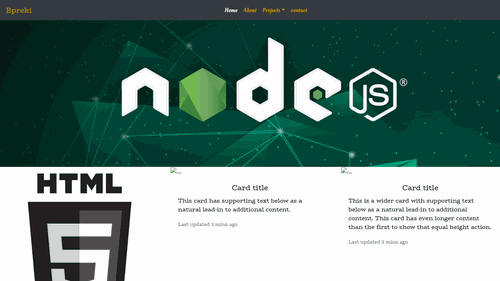 Bpreki
Home About Projects contact
node JS ®
HTML
5
...
Card title
This card has supporting text below as a
natural lead-in to additional content.
Last updated 3 mins ago
...
Card title
This is a wider card with supporting text
below as a natural lead-in to additional
content. This card has even longer content
than the first to show that equal height action.
Last updated 3 mins ago